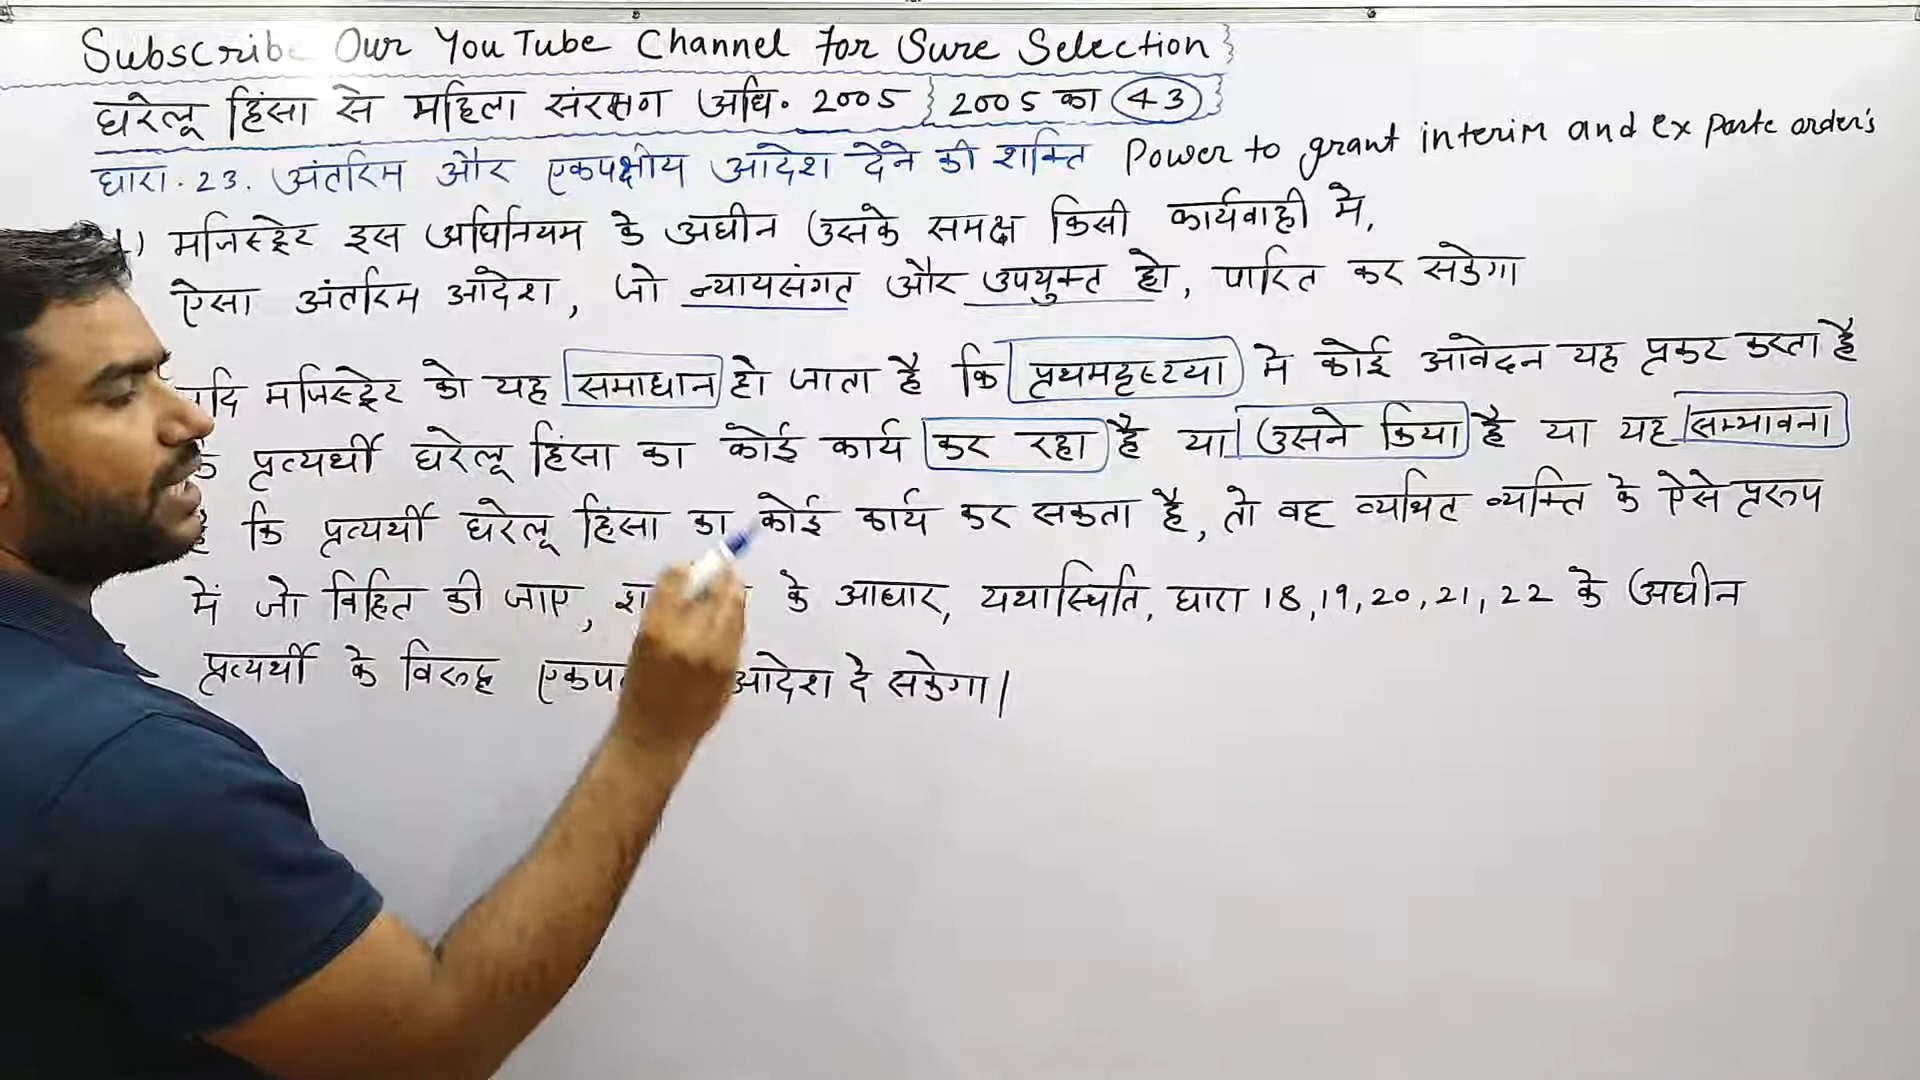 Subscribe Our YouTube Channel for Sure Selection
घरेलू हिंसा से महिला संरक्षण अधि. 2005 } 2005 का 43
धारा. 23. अंतरिम और एकपक्षीय आदेश देने की शक्ति Power to grant interim and ex parte order's
1) मजिस्ट्रेट इस अधिनियम के अधीन उसके समक्ष किसी कार्यवाही में,
ऐसा अंतरिम आदेश, जो न्यायसंगत और उपयुक्त हो, पारित कर सकेगा
मजिस्ट्रेट को यह समाधान हो जाता है कि प्रथमदृष्टया में कोई आवेदन यह प्रकट करता है
प्रत्यर्थी घरेलू हिंसा का कोई कार्य कर रहा है या उसने किया है या यह सम्भावना
है कि प्रत्यर्थी घरेलू हिंसा का कोई कार्य कर सकता है, तो वह व्यथित व्यक्ति के ऐसे प्ररूप
में जो विहित की जाए, के आधार, यथास्थिति, धारा 18,19,20,21,22 के अधीन
प्रत्यर्थी के विरुद्ध आदेश दे सकेगा|